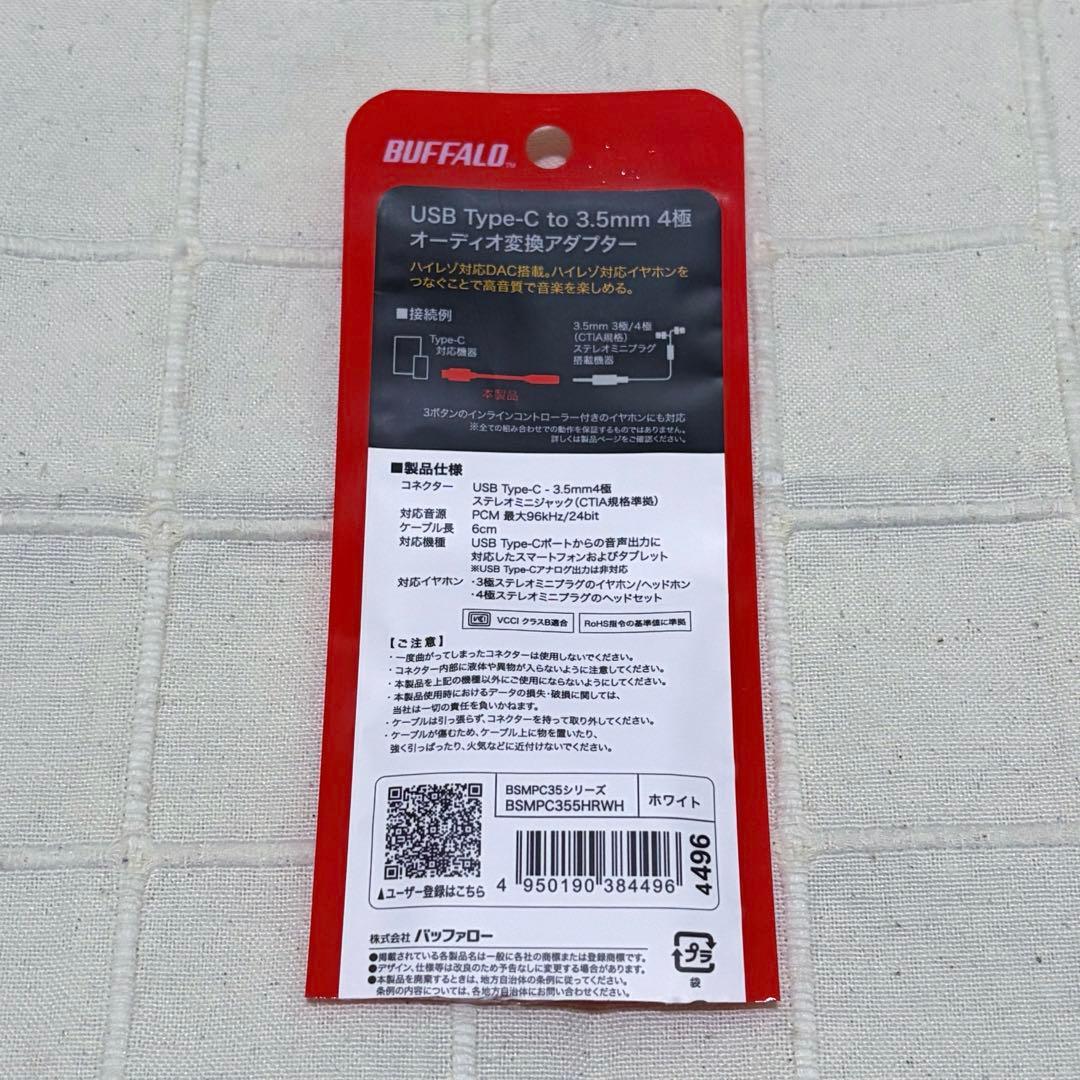 BUFFALO™
USB Type-C to 3.5mm 4極
オーディオ変換アダプター
ハイレゾ対応DAC搭載。ハイレゾ対応イヤホンを
つなぐことで高音質で音楽を楽しめる。
■接続例
Type-C
対応機器
3.5mm 3極/4極
(CTIA規格)
ステレオミニプラグ
搭載機器
本製品
3ボタンのインラインコントローラー付きのイヤホンにも対応
※全ての組み合わせでの動作を保証するものではありません。
詳しくは製品ページをご確認ください。
■製品仕様
コネクター USB Type-C - 3.5mm4極
ステレオミニジャック(CTIA規格準拠)
対応音源 PCM 最大96kHz/24bit
ケーブル長 6cm
対応機種 USB Type-Cポートからの音声出力に
対応したスマートフォンおよびタブレット
※USB Type-Cアナログ出力は非対応
対応イヤホン ・3極ステレオミニプラグのイヤホン/ヘッドホン
・4極ステレオミニプラグのヘッドセット
VCCI VCCI クラスB適合 RoHS指令の基準値に準拠
【ご注意】
・一度曲がってしまったコネクターは使用しないでください。
・コネクター内部に液体や異物が入らないように注意してください。
・本製品を上記の機種以外にご使用にならないようにしてください。
・本製品使用時におけるデータの損失・破損に関しては、
当社は一切の責任を負いかねます。
・ケーブルは引っ張らず、コネクターを持って取り外してください。
・ケーブルが傷むため、ケーブル上に物を置いたり、
強く引っぱったり、火気などに近付けないでください。
BSMPC35シリーズ
BSMPC355HRWH
ホワイト
▲ユーザー登録はこちら
4 950190 384496
4496
株式会社 バッファロー
●掲載されている各製品名は一般に各社の商標または登録商標です。
●デザイン、仕様等は改良のため予告なしに変更する場合があります。
●本製品を廃棄するときは、地方自治体の条例に従ってください。
条例の内容については、各地方自治体にお問い合わせください。
プラ
袋